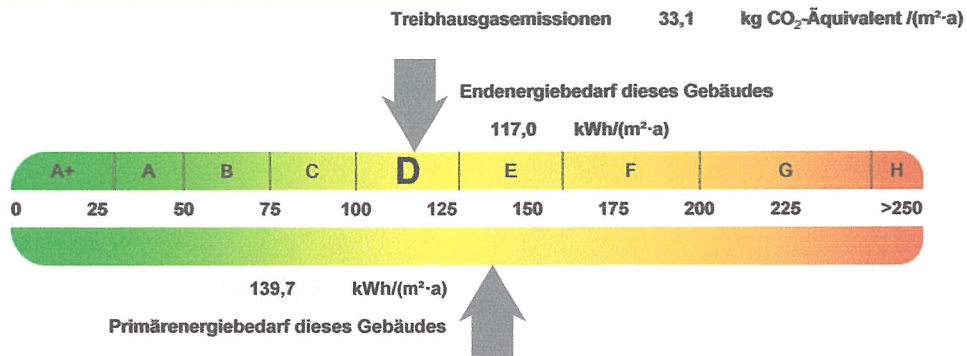 Treibhausgasemissionen 33,1 kg CO₂-Äquivalent /(m²·a)
Endenergiebedarf dieses Gebäudes
117,0 kWh/(m²·a)
A+ A B C D E F G H
0 25 50 75 100 125 150 175 200 225 >250
139,7 kWh/(m²·a)
Primärenergiebedarf dieses Gebäudes